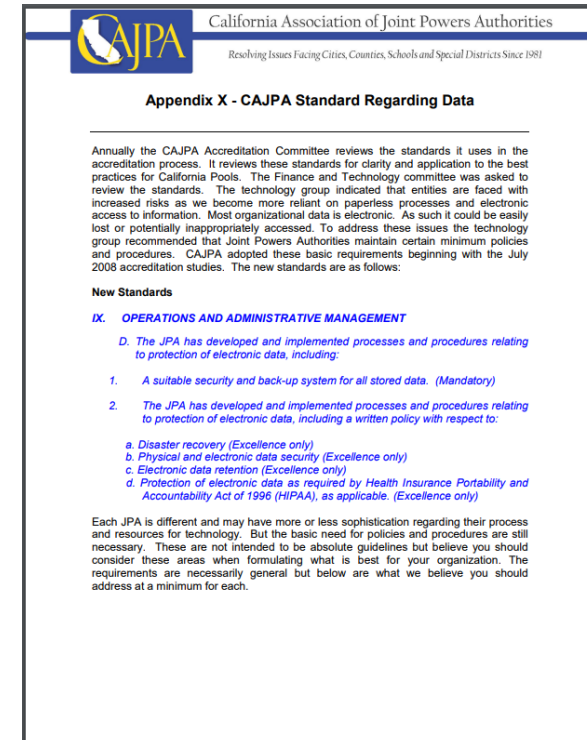 CAJPA
California Association of Joint Powers Authorities
Resolving Issues Facing Cities, Counties, Schools and Special Districts Since 1981
Appendix X - CAJPA Standard Regarding Data
Annually the CAJPA Accreditation Committee reviews the standards it uses in the
accreditation process. It reviews these standards for clarity and application to the best
practices for California Pools. The Finance and Technology committee was asked to
review the standards. The technology group indicated that entities are faced with
increased risks as we become more reliant on paperless processes and electronic
access to information. Most organizational data is electronic. As such it could be easily
lost or potentially inappropriately accessed. To address these issues the technology
group recommended that Joint Powers Authorities maintain certain minimum policies
and procedures. CAJPA adopted these basic requirements beginning with the July
2008 accreditation studies. The new standards are as follows:
New Standards
IX. OPERATIONS AND ADMINISTRATIVE MANAGEMENT
D. The JPA has developed and implemented processes and procedures relating
to protection of electronic data, including:
1. A suitable security and back-up system for all stored data. (Mandatory)
2. The JPA has developed and implemented processes and procedures relating
to protection of electronic data, including a written policy with respect to:
a. Disaster recovery (Excellence only)
b. Physical and electronic data security (Excellence only)
c. Electronic data retention (Excellence only)
d. Protection of electronic data as required by Health Insurance Portability and
Accountability Act of 1996 (HIPAA), as applicable. (Excellence only)
Each JPA is different and may have more or less sophistication regarding their process
and resources for technology. But the basic need for policies and procedures are still
necessary. These are not intended to be absolute guidelines but believe you should
consider these areas when formulating what is best for your organization. The
requirements are necessarily general but below are what we believe you should
address at a minimum for each.